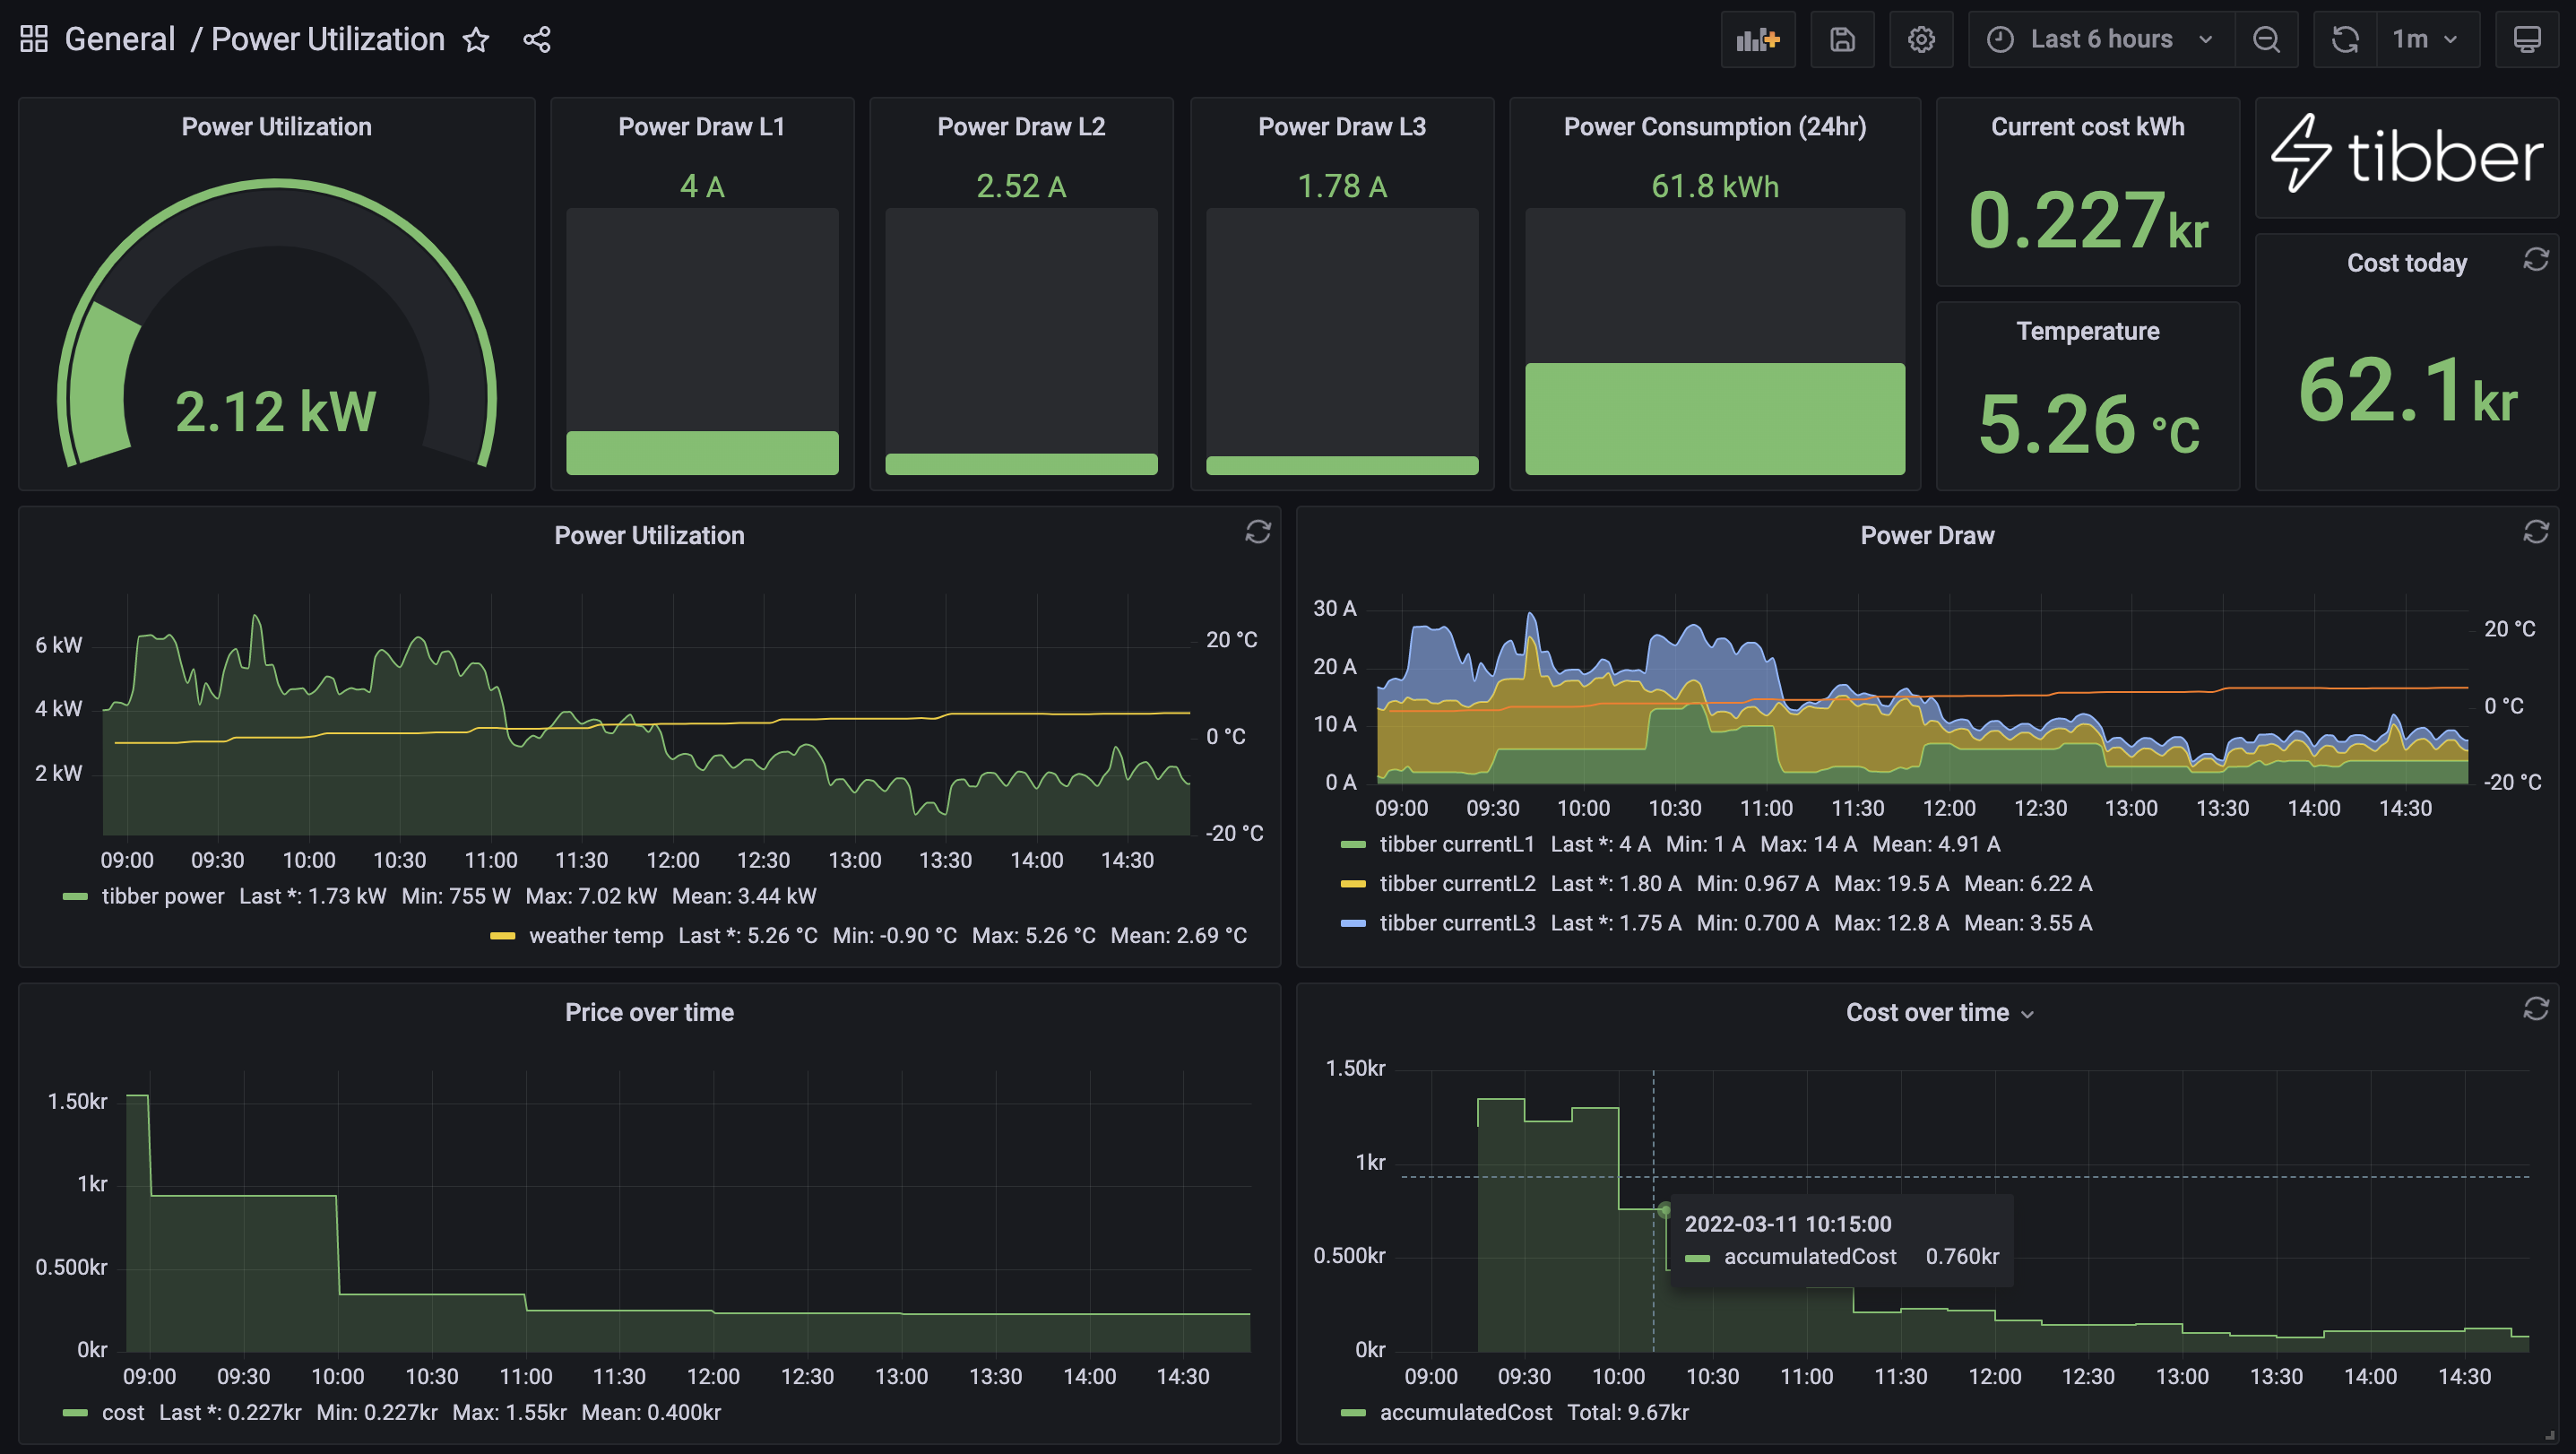 General / Power Utilization
Last 6 hours
1m
Power Utilization
2.12 kW
Power Draw L1
4 A
Power Draw L2
2.52 A
Power Draw L3
1.78 A
Power Consumption (24hr)
61.8 kWh
Current cost kWh
0.227kr
Temperature
5.26 °C
tibber
Cost today
62.1kr
Power Utilization
6 kW
4 kW
2 kW
20 °C
0 °C
-20 °C
09:00 09:30 10:00 10:30 11:00 11:30 12:00 12:30 13:00 13:30 14:00 14:30
tibber power Last *: 1.73 kW Min: 755 W Max: 7.02 kW Mean: 3.44 kW
weather temp Last *: 5.26 °C Min: -0.90 °C Max: 5.26 °C Mean: 2.69 °C
Power Draw
30 A
20 A
10 A
0 A
20 °C
0 °C
-20 °C
09:00 09:30 10:00 10:30 11:00 11:30 12:00 12:30 13:00 13:30 14:00 14:30
tibber currentL1 Last *: 4 A Min: 1 A Max: 14 A Mean: 4.91 A
tibber currentL2 Last *: 1.80 A Min: 0.967 A Max: 19.5 A Mean: 6.22 A
tibber currentL3 Last *: 1.75 A Min: 0.700 A Max: 12.8 A Mean: 3.55 A
Price over time
1.50kr
1kr
0.500kr
0kr
09:00 09:30 10:00 10:30 11:00 11:30 12:00 12:30 13:00 13:30 14:00 14:30
cost Last *: 0.227kr Min: 0.227kr Max: 1.55kr Mean: 0.400kr
Cost over time
1.50kr
1kr
0.500kr
0kr
2022-03-11 10:15:00
accumulatedCost 0.760kr
09:00 09:30 10:00 10:30 11:00 11:30 12:00 12:30 13:00 13:30 14:00 14:30
accumulatedCost Total: 9.67kr